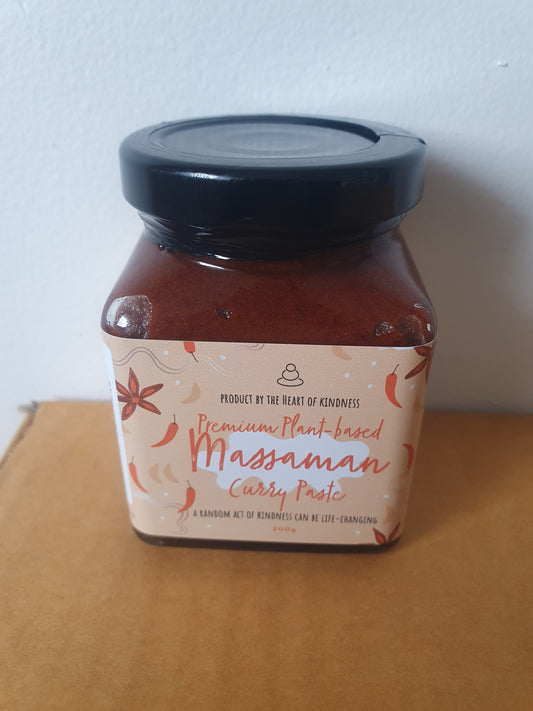 PRODUCT BY THE HEART OF KINDNESS
Premium Plant-based
Massaman
Curry Paste
A RANDOM ACT OF KINDNESS CAN BE LIFE-CHANGING
200g